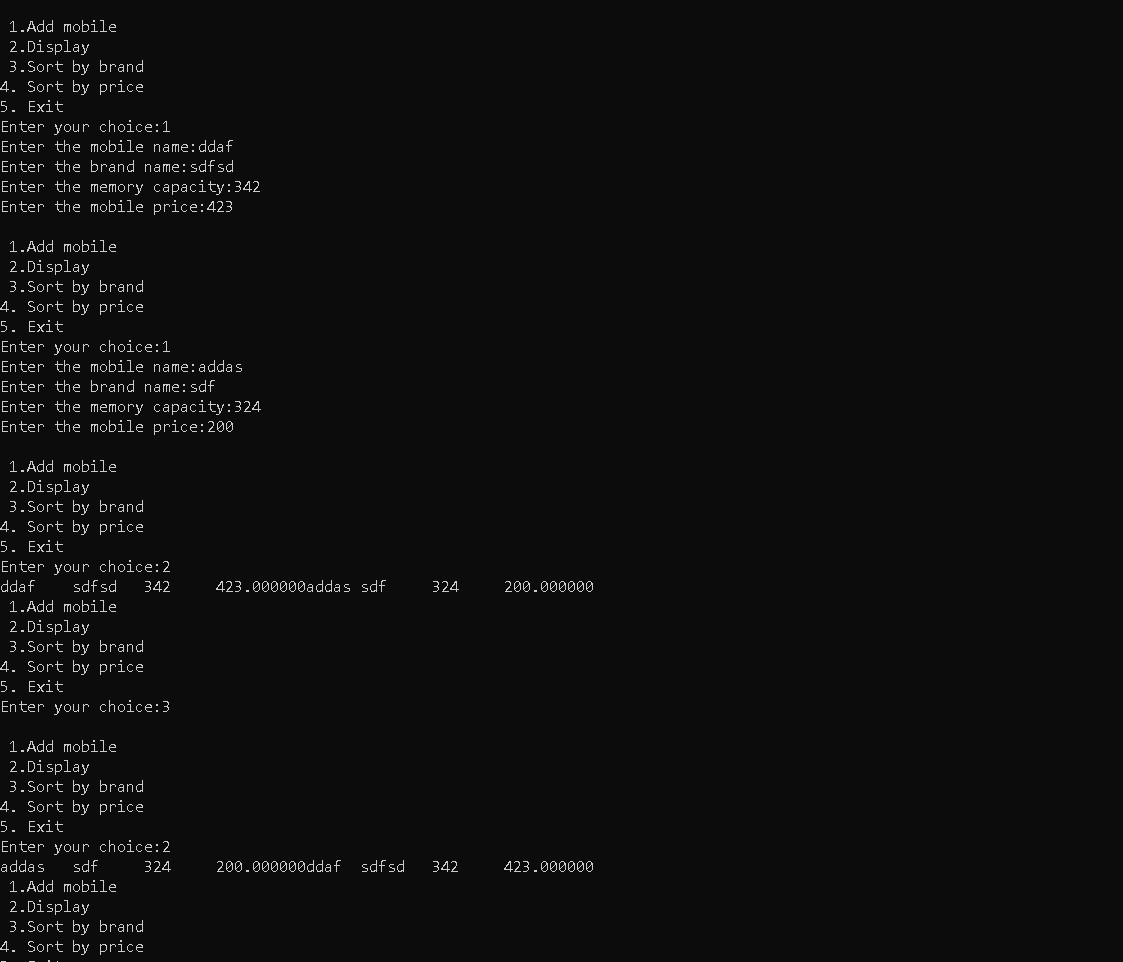 1.Add mobile
2.Display
3.Sort by brand
4. Sort by price
5. Exit
Enter your choice:1
Enter the mobile name:ddaf
Enter the brand name:sdfsd
Enter the memory capacity:342
Enter the mobile price:423
1.Add mobile
2.Display
3.Sort by brand
4. Sort by price
5. Exit
Enter your choice:1
Enter the mobile name:addas
Enter the brand name:sdf
Enter the memory capacity:324
Enter the mobile price:200
1.Add mobile
2.Display
3.Sort by brand
4. Sort by price
5. Exit
Enter your choice:2
ddaf    sdfsd   342     423.000000addas sdf     324     200.000000
1.Add mobile
2.Display
3.Sort by brand
4. Sort by price
5. Exit
Enter your choice:3
1.Add mobile
2.Display
3.Sort by brand
4. Sort by price
5. Exit
Enter your choice:2
addas   sdf     324     200.000000ddaf  sdfsd   342     423.000000
1.Add mobile
2.Display
3.Sort by brand
4. Sort by price